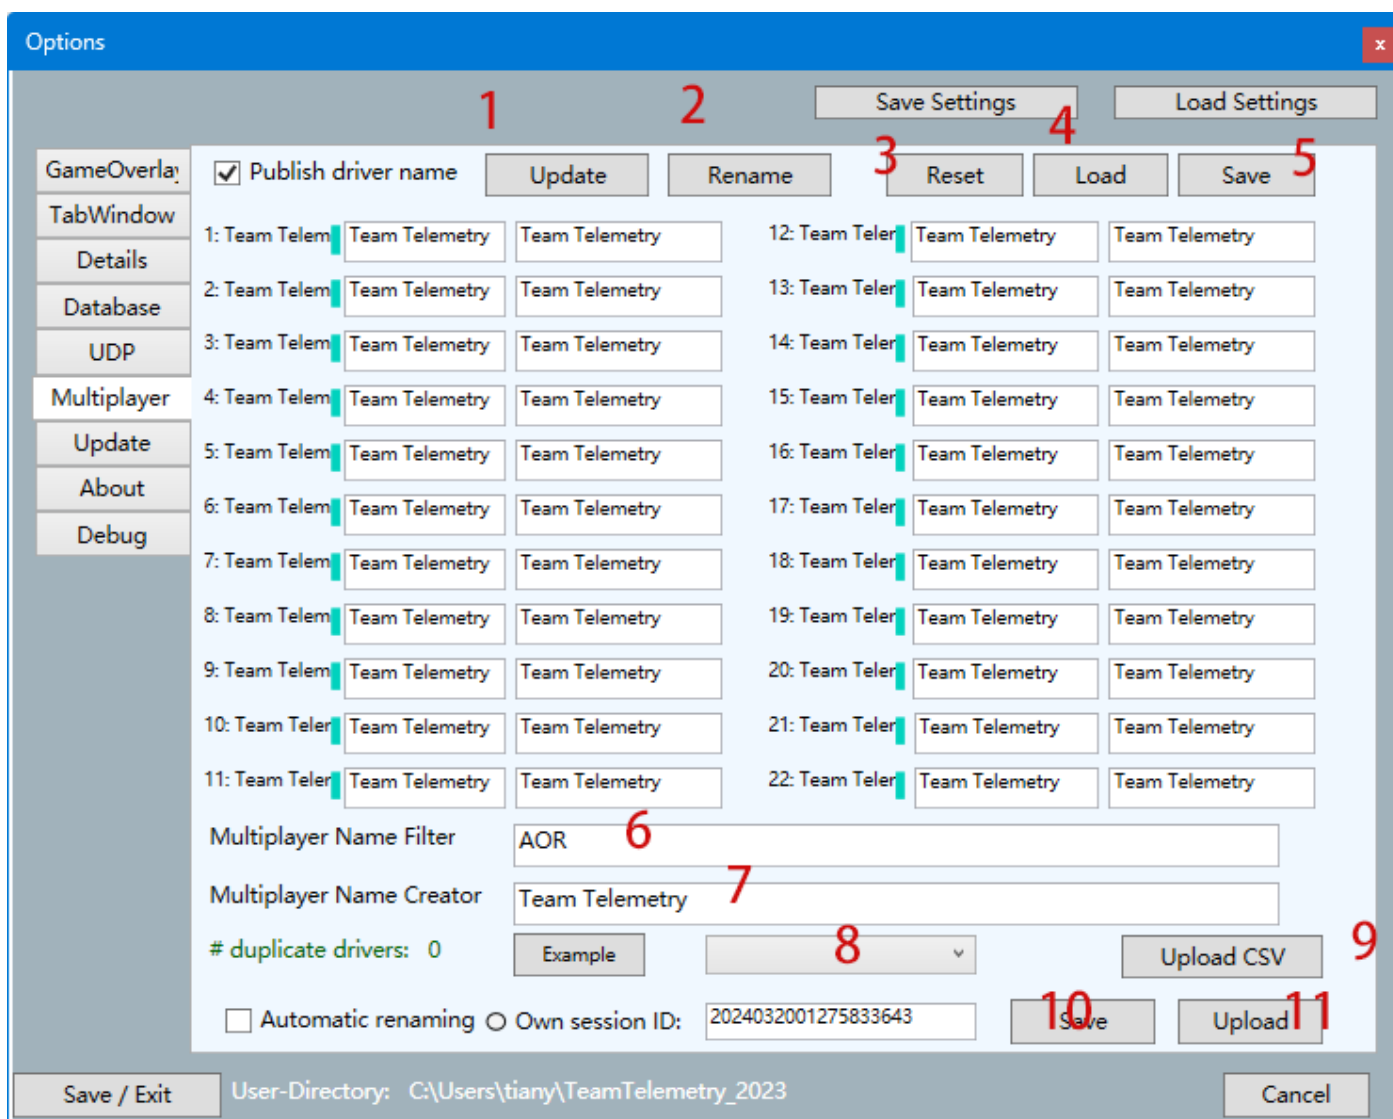 Options
x
1
2
Save Settings
4
Load Settings
GameOverlay
Publish driver name
Update
Rename
3
Reset
Load
Save
5
TabWindow
Details
Database
UDP
Multiplayer
Update
About
Debug
1: Team Telem Team Telemetry Team Telemetry 12: Team Teler Team Telemetry Team Telemetry
2: Team Telem Team Telemetry Team Telemetry 13: Team Teler Team Telemetry Team Telemetry
3: Team Telem Team Telemetry Team Telemetry 14: Team Teler Team Telemetry Team Telemetry
4: Team Telem Team Telemetry Team Telemetry 15: Team Teler Team Telemetry Team Telemetry
5: Team Telem Team Telemetry Team Telemetry 16: Team Teler Team Telemetry Team Telemetry
6: Team Telem Team Telemetry Team Telemetry 17: Team Teler Team Telemetry Team Telemetry
7: Team Telem Team Telemetry Team Telemetry 18: Team Teler Team Telemetry Team Telemetry
8: Team Telem Team Telemetry Team Telemetry 19: Team Teler Team Telemetry Team Telemetry
9: Team Telem Team Telemetry Team Telemetry 20: Team Teler Team Telemetry Team Telemetry
10: Team Teler Team Telemetry Team Telemetry 21: Team Teler Team Telemetry Team Telemetry
11: Team Teler Team Telemetry Team Telemetry 22: Team Teler Team Telemetry Team Telemetry
Multiplayer Name Filter AOR 6
Multiplayer Name Creator Team Telemetry 7
# duplicate drivers: 0 Example 8 Upload CSV 9
Automatic renaming Own session ID: 2024032001275833643 10 Save Upload 11
Save / Exit User-Directory: C:\Users\tiany\TeamTelemetry_2023 Cancel